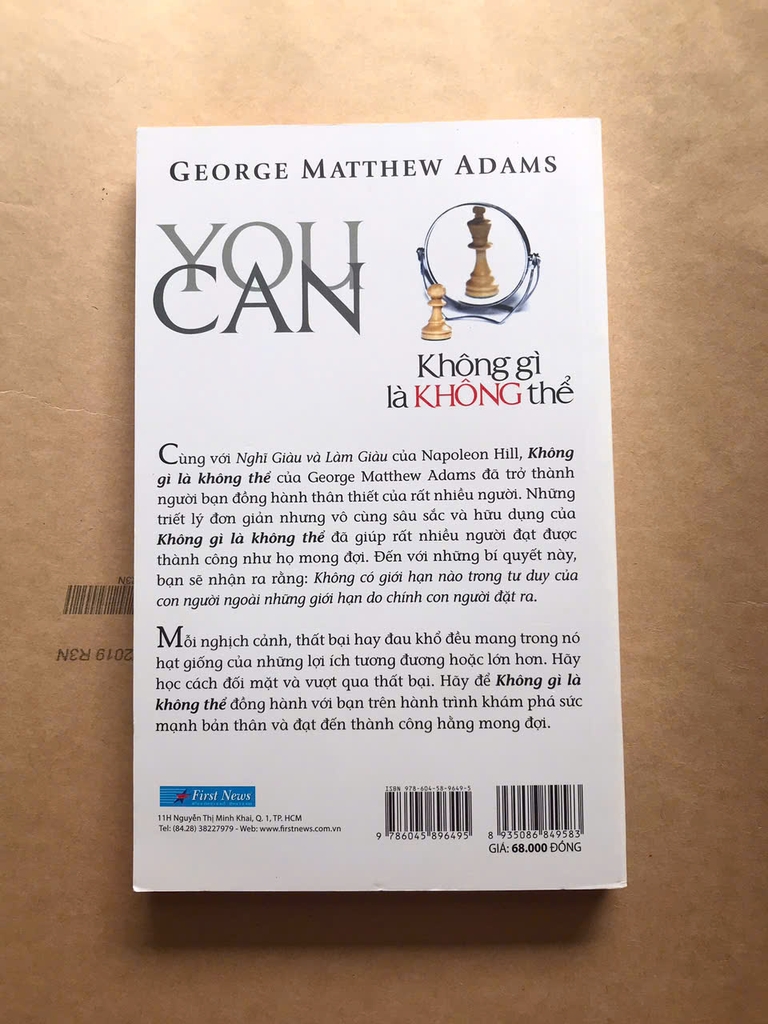 GEORGE MATTHEW ADAMS
YOU
CAN
Không gì
là KHÔNG thể
Cùng với Nghĩ Giàu và Làm Giàu của Napoleon Hill, Không
gì là không thể của George Matthew Adams đã trở thành
người bạn đồng hành thân thiết của rất nhiều người. Những
triết lý đơn giản nhưng vô cùng sâu sắc và hữu dụng của
Không gì là không thể đã giúp rất nhiều người đạt được
thành công như họ mong đợi. Đến với những bí quyết này,
bạn sẽ nhận ra rằng: Không có giới hạn nào trong tư duy của
con người ngoài những giới hạn do chính con người đặt ra.
Mỗi nghịch cảnh, thất bại hay đau khổ đều mang trong nó
hạt giống của những lợi ích tương đương hoặc lớn hơn. Hãy
học cách đối mặt và vượt qua thất bại. Hãy để Không gì là
không thể đồng hành với bạn trên hành trình khám phá sức
mạnh bản thân và đạt đến thành công hằng mong đợi.
First News
11H Nguyễn Thị Minh Khai, Q. 1, TP. HCM
Tel: (84.28) 38227979 - Web: www.firstnews.com.vn
ISBN 978-604-58-9649-5
9 786045 896495
8 935086 849583
GIÁ: 68.000 ĐỒNG
R3N
2019 R3N